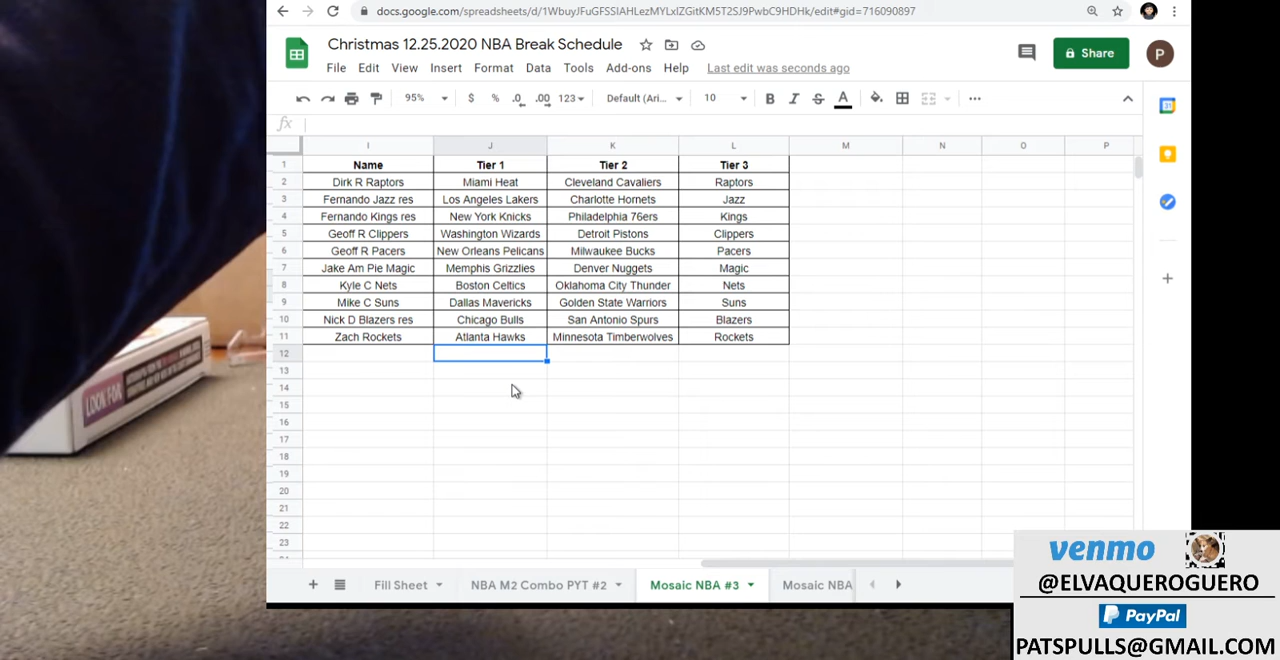 docs.google.com/spreadsheets/d/1WbuyJFuGFSSIAHLezMYLxIZGitKM5T2SJ9PwbC9HDHk/edit#gid=716090897
Christmas 12.25.2020 NBA Break Schedule
Share
P
File Edit View Insert Format Data Tools Add-ons Help Last edit was seconds ago
95% $ % .0 .00 123 Default (Ari... 10 B I S A
fx
I J K L M N O P
1 Name Tier 1 Tier 2 Tier 3
2 Dirk R Raptors Miami Heat Cleveland Cavaliers Raptors
3 Fernando Jazz res Los Angeles Lakers Charlotte Hornets Jazz
4 Fernando Kings res New York Knicks Philadelphia 76ers Kings
5 Geoff R Clippers Washington Wizards Detroit Pistons Clippers
6 Geoff R Pacers New Orleans Pelicans Milwaukee Bucks Pacers
7 Jake Am Pie Magic Memphis Grizzlies Denver Nuggets Magic
8 Kyle C Nets Boston Celtics Oklahoma City Thunder Nets
9 Mike C Suns Dallas Mavericks Golden State Warriors Suns
10 Nick D Blazers res Chicago Bulls San Antonio Spurs Blazers
11 Zach Rockets Atlanta Hawks Minnesota Timberwolves Rockets
12
13
14
15
16
17
18
19
20
21
22
23
LOOK FOR
Fill Sheet NBA M2 Combo PYT #2 Mosaic NBA #3 Mosaic NBA
venmo
@ELVAQUEROGUERO
PayPal
PATSPULLS@GMAIL.COM